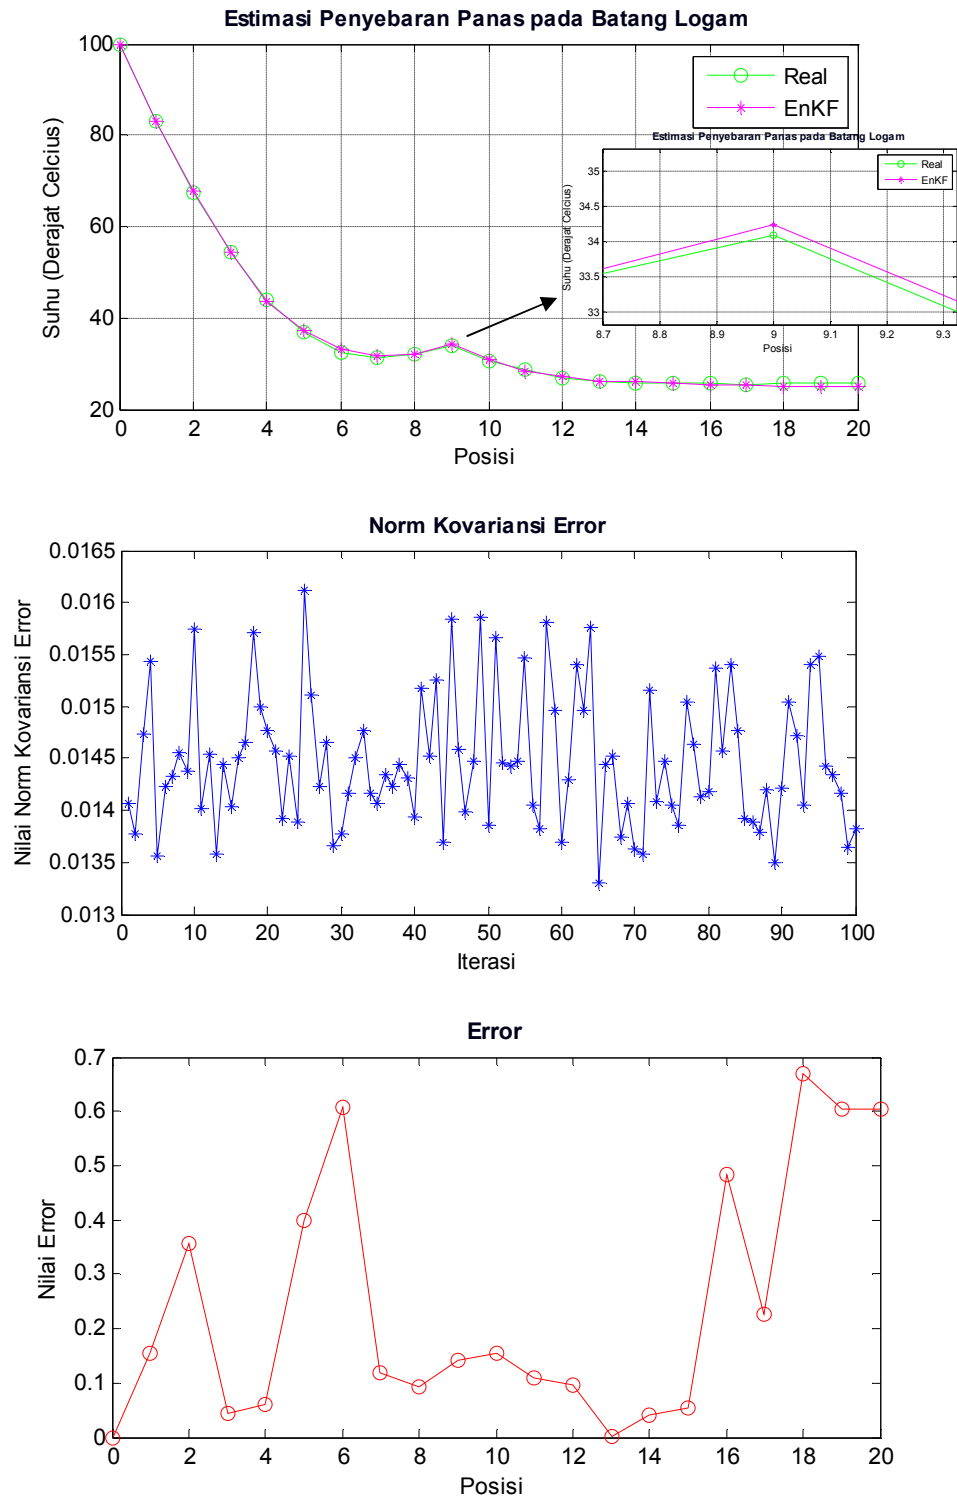 Estimasi Penyebaran Panas pada Batang Logam
Suhu (Derajat Celcius)
100
80
60
40
20
0 2 4 6 8 10 12 14 16 18 20
Posisi
Real
EnKF
Estimasi Penyebaran Panas pada Batang Logam
Suhu (Derajat Celcius)
35
34.5
34
33.5
33
8.7 8.8 8.9 9 9.1 9.2 9.3
Posisi
Real
EnKF
Norm Kovariansi Error
Nilai Norm Kovariansi Error
0.0165
0.016
0.0155
0.015
0.0145
0.014
0.0135
0.013
0 10 20 30 40 50 60 70 80 90 100
Iterasi
Error
Nilai Error
0.7
0.6
0.5
0.4
0.3
0.2
0.1
0
0 2 4 6 8 10 12 14 16 18 20
Posisi